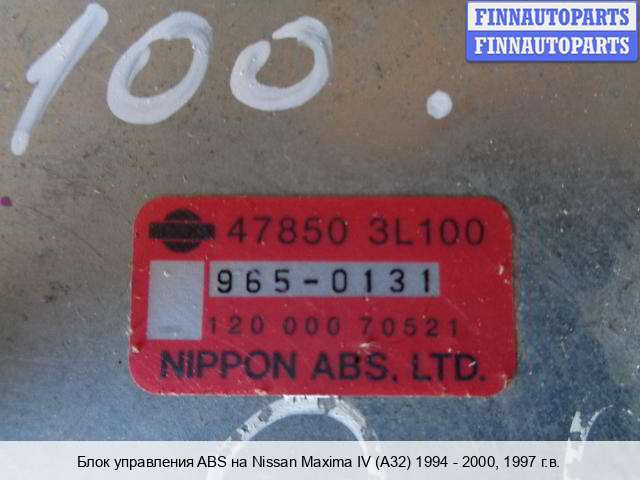 FINNAUTOPARTS
FINNAUTOPARTS
100.
47850 3L100
965-0131
120 000 70521
NIPPON ABS, LTD.
Блок управления ABS на Nissan Maxima IV (A32) 1994 - 2000, 1997 г.в.